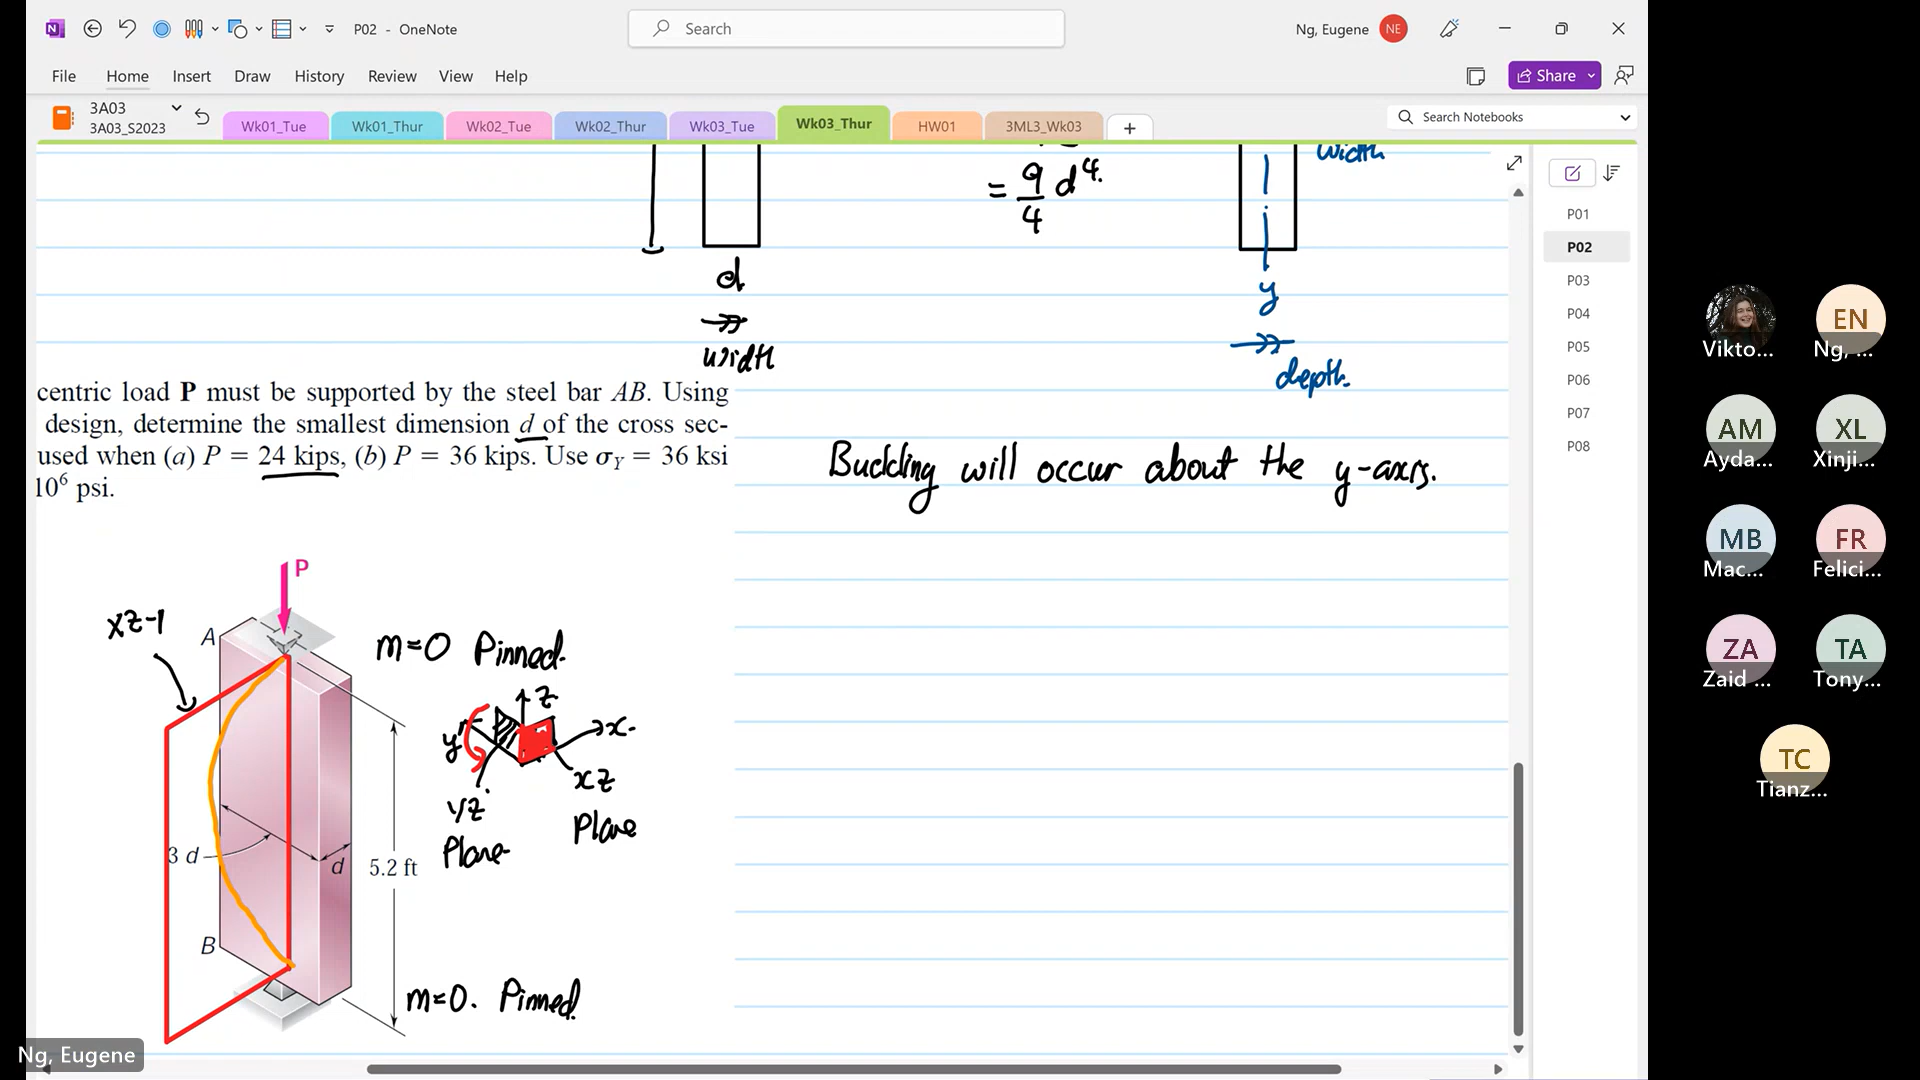 P02 - OneNote
Search
Ng, Eugene
NE
File
Home
Insert
Draw
History
Review
View
Help
Share
3A03
3A03_S2023
Wk01_Tue
Wk01_Thur
Wk02_Tue
Wk02_Thur
Wk03_Tue
Wk03_Thur
HW01
3ML3_Wk03
+
Search Notebooks
P01
P02
P03
P04
P05
P06
P07
P08
= 9/4 d⁴.
width
d
width
y
depth.
centric load P must be supported by the steel bar AB. Using
design, determine the smallest dimension d of the cross sec-
used when (a) P = 24 kips, (b) P = 36 kips. Use σY = 36 ksi
10⁶ psi.
Buckling will occur about the y-axis.
P
XZ-1
A
m=0 Pinned.
z
y
x
xz
Plane
YZ
Plane
3 d
d
5.2 ft
B
m=0. Pinned.
Vikto...
EN
Ng, ...
AM
Ayda...
XL
Xinji...
MB
Mac...
FR
Felici...
ZA
Zaid ...
TA
Tony...
TC
Tianz...
Ng, Eugene